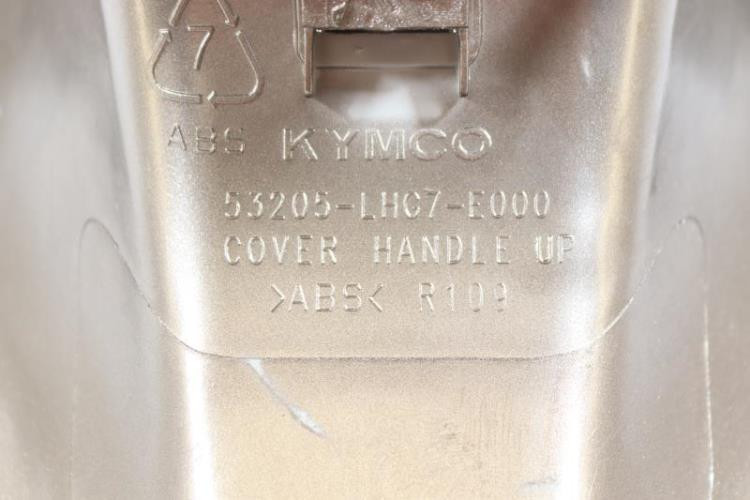 7
ABS KYMCO
53205-LHC7-E000
COVER HANDLE UP
>ABS< R109